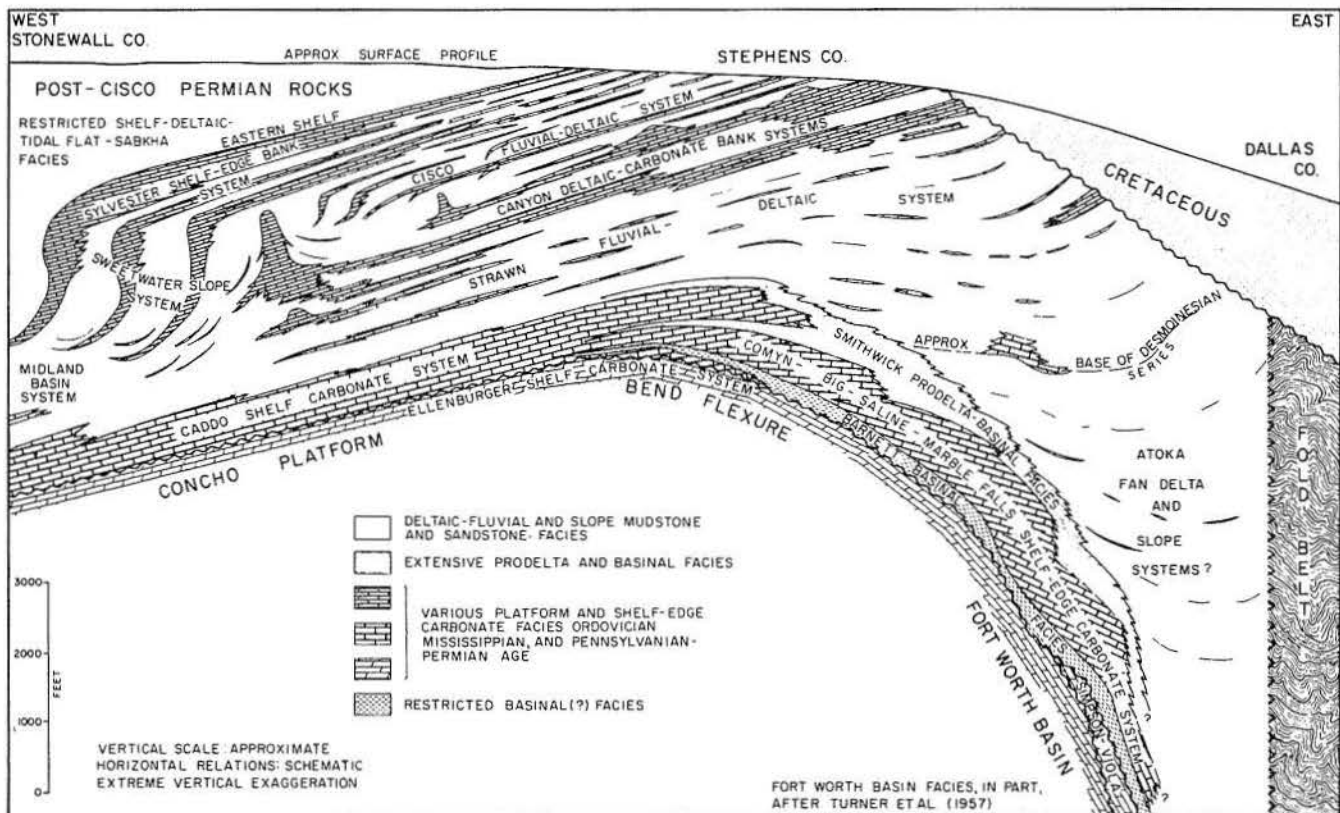 WEST
STONEWALL CO.
EAST
APPROX SURFACE PROFILE
STEPHENS CO.
POST-CISCO PERMIAN ROCKS
RESTRICTED SHELF-DELTAIC-
TIDAL FLAT-SABKHA
FACIES
EASTERN SHELF
SYLVESTER SHELF-EDGE BANK
SYSTEM
CISCO FLUVIAL-DELTAIC SYSTEM
CANYON DELTAIC-CARBONATE BANK SYSTEMS
DALLAS
CO.
CRETACEOUS
STRAWN FLUVIAL- DELTAIC SYSTEM
SWEETWATER SLOPE
SYSTEM
MIDLAND
BASIN
SYSTEM
CADDO SHELF CARBONATE SYSTEM
ELLENBURGER SHELF CARBONATE SYSTEM
CONCHO PLATFORM
BEND FLEXURE
SMITHWICK PRODELTA-BASINAL FACIES
COMYN-BIG-SALINE-MARBLE FALLS SHELF-EDGE CARBONATE SYSTEM
BARNETT BASINAL FACIES
SIMPSON-VIOLA
FORT WORTH BASIN
APPROX BASE OF DESMOINESIAN
SERIES
ATOKA
FAN DELTA
AND
SLOPE
SYSTEMS?
FOLD BELT
?
?
DELTAIC-FLUVIAL AND SLOPE MUDSTONE
AND SANDSTONE-FACIES
EXTENSIVE PRODELTA AND BASINAL FACIES
VARIOUS PLATFORM AND SHELF-EDGE
CARBONATE FACIES ORDOVICIAN
MISSISSIPPIAN, AND PENNSYLVANIAN-
PERMIAN AGE
RESTRICTED BASINAL(?) FACIES
3000
2000
1000
0
FEET
VERTICAL SCALE: APPROXIMATE
HORIZONTAL RELATIONS: SCHEMATIC
EXTREME VERTICAL EXAGGERATION
FORT WORTH BASIN FACIES, IN PART,
AFTER TURNER ET AL (1957)